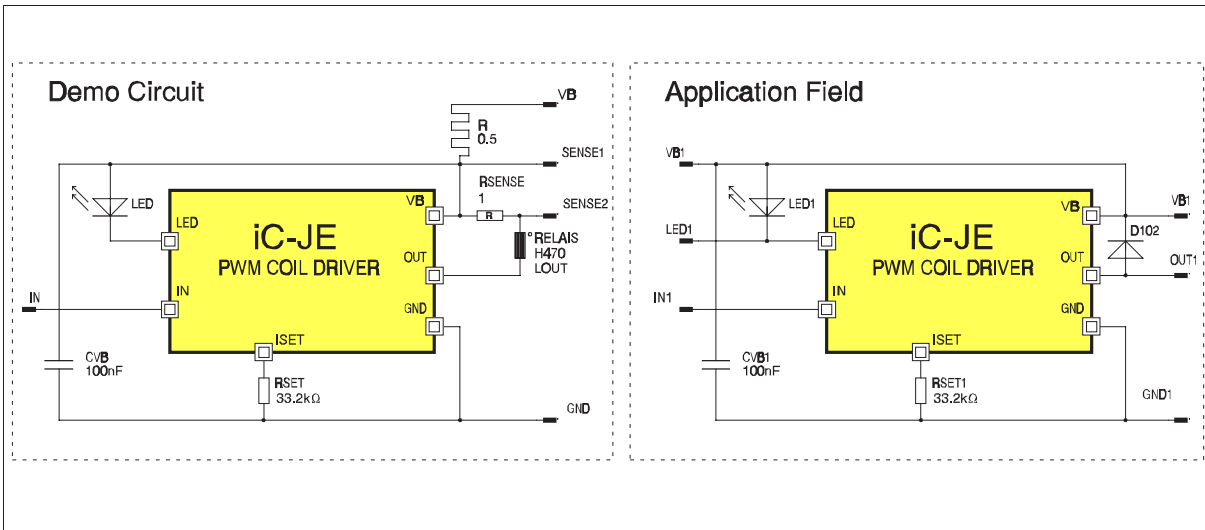 Demo Circuit
VB
R
0.5
SENSE1
RSENSE
1
LED
VB
R
SENSE2
LED
iC-JE
PWM COIL DRIVER
OUT
°RELAIS
H470
LOUT
IN
IN
GND
ISET
CVB
100nF
RSET
33.2kΩ
GND
Application Field
VB1
LED1
VB
VB1
LED
LED1
iC-JE
PWM COIL DRIVER
D102
OUT
OUT1
IN1
IN
GND
ISET
CVB1
100nF
RSET1
33.2kΩ
GND1